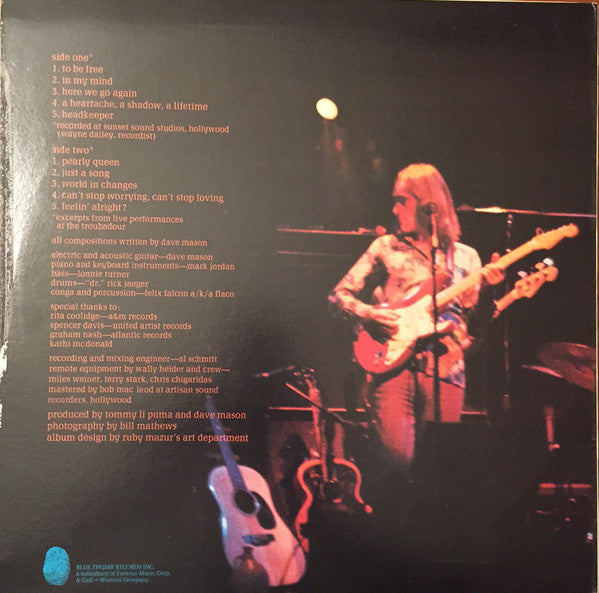 side one*
1. to be free
2. in my mind
3. here we go again
4. a heartache, a shadow, a lifetime
5. headkeeper
*recorded at sunset sound studios, hollywood
(wayne dailey, recordist)
side two*
1. pearly queen
2. just a song
3. world in changes
4. can't stop worrying, can't stop loving
5. feelin' alright?
*excerpts from live performances
at the troubadour
all compositions written by dave mason
electric and acoustic guitar—dave mason
piano and keyboard instruments—mark jordan
bass—lonnie turner
drums—"dr." rick jaeger
conga and percussion—felix falcon a/k/a flaco
special thanks to:
rita coolidge—a&m records
spencer davis—united artist records
graham nash—atlantic records
kathi mcdonald
recording and mixing engineer—al schmitt
remote equipment by wally heider and crew—
miles weiner, terry stark, chris chigaridas
mastered by bob mac leod at artisan sound
recorders, hollywood
produced by tommy li puma and dave mason
photography by bill mathews
album design by ruby mazur's art department
BLUE THUMB RECORDS INC.
a subsidiary of Famous Music Corp.
A Gulf + Western Company